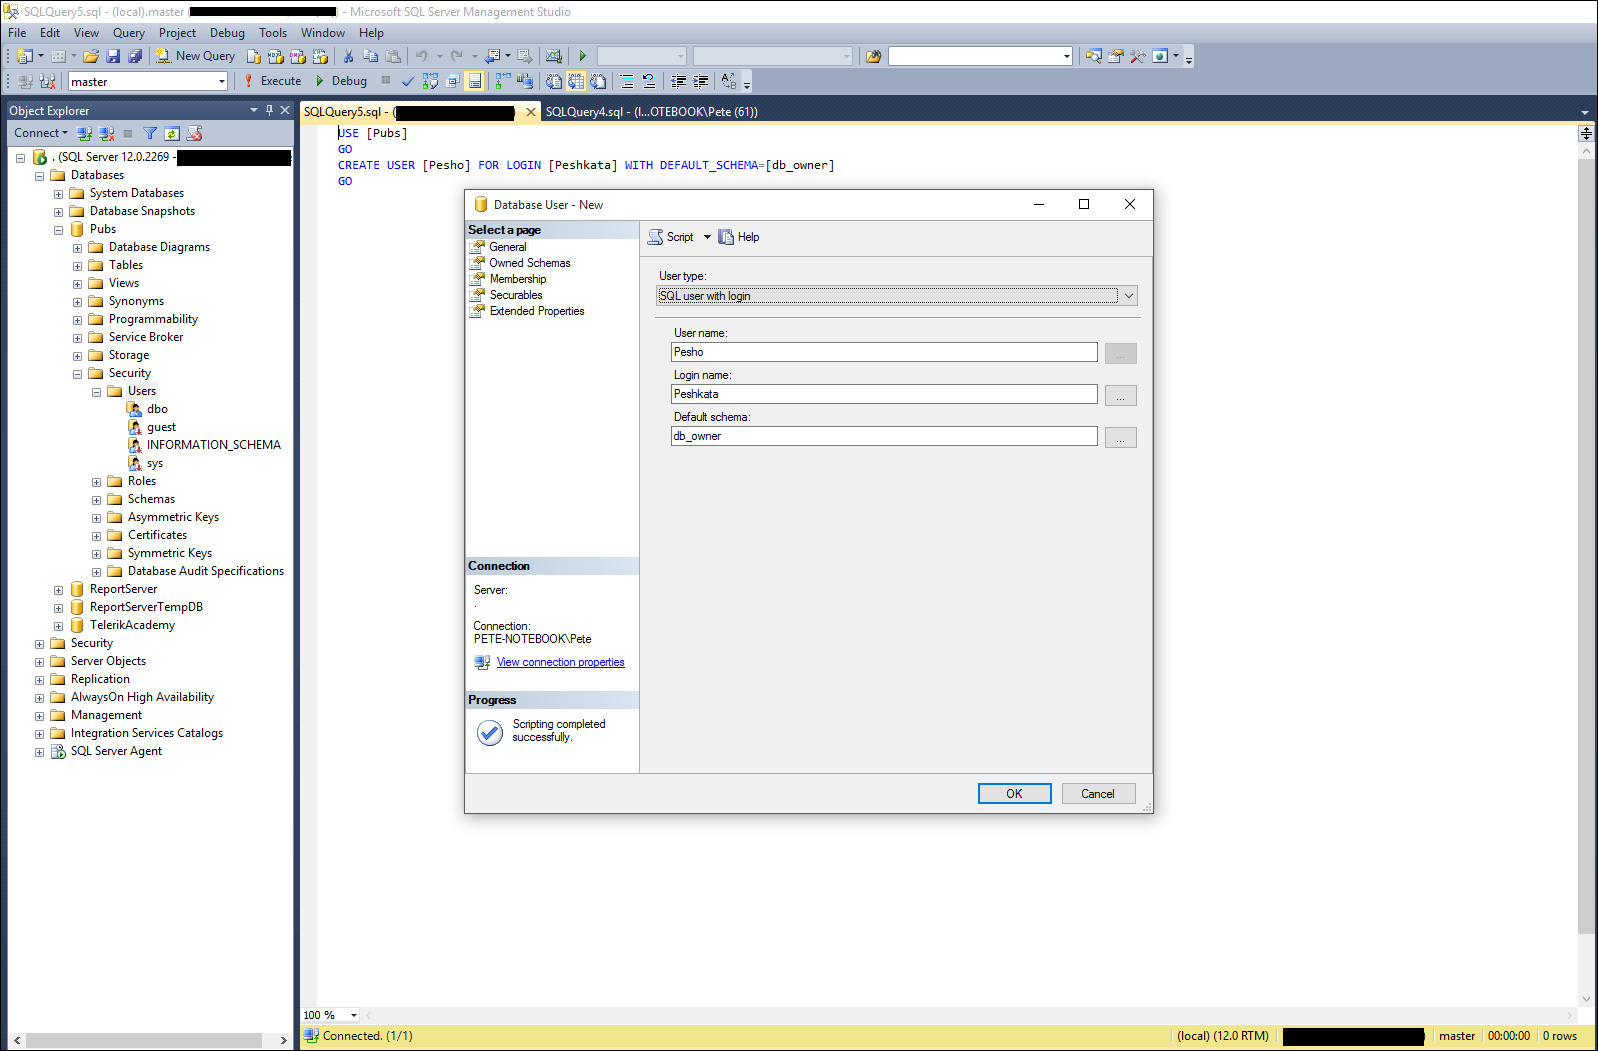 SQLQuery5.sql - (local).master ( ) - Microsoft SQL Server Management Studio
File Edit View Query Project Debug Tools Window Help
New Query
master Execute Debug
Object Explorer
Connect
. (SQL Server 12.0.2269 -
Databases
System Databases
Database Snapshots
Pubs
Database Diagrams
Tables
Views
Synonyms
Programmability
Service Broker
Storage
Security
Users
dbo
guest
INFORMATION_SCHEMA
sys
Roles
Schemas
Asymmetric Keys
Certificates
Symmetric Keys
Database Audit Specifications
ReportServer
ReportServerTempDB
TelerikAcademy
Security
Server Objects
Replication
AlwaysOn High Availability
Management
Integration Services Catalogs
SQL Server Agent
SQLQuery5.sql - ( SQLQuery4.sql - (l...OTEBOOK\Pete (61))
USE [Pubs]
GO
CREATE USER [Pesho] FOR LOGIN [Peshkata] WITH DEFAULT_SCHEMA=[db_owner]
GO
Database User - New
Select a page
General
Owned Schemas
Membership
Securables
Extended Properties
Connection
Server:
.
Connection:
PETE-NOTEBOOK\Pete
View connection properties
Progress
Scripting completed
successfully.
Script Help
User type:
SQL user with login
User name:
Pesho ...
Login name:
Peshkata ...
Default schema:
db_owner ...
OK Cancel
100 %
Connected. (1/1) (local) (12.0 RTM) master 00:00:00 0 rows